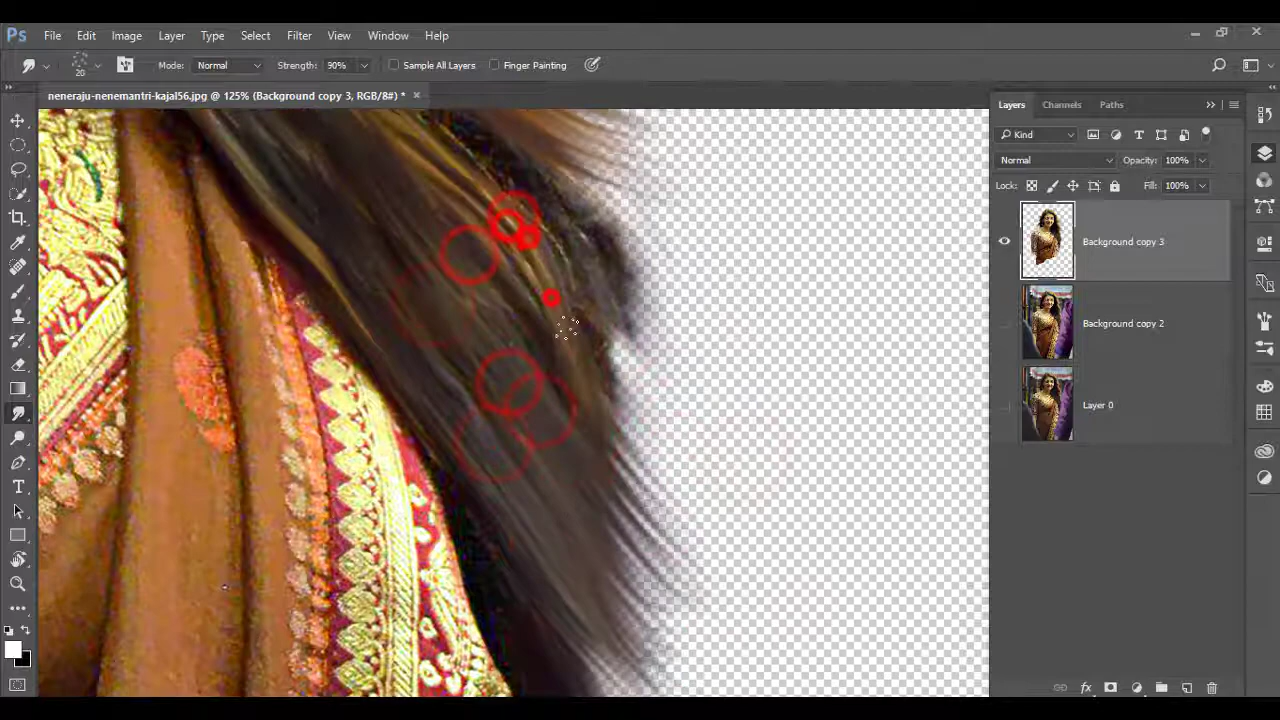 Ps File Edit Image Layer Type Select Filter View Window Help
20 Mode: Normal Strength: 90% Sample All Layers Finger Painting
neneraju-nenemantri-kajal56.jpg @ 125% (Background copy 3, RGB/8#) *
Layers Channels Paths
Kind
Normal Opacity: 100%
Lock: Fill: 100%
Background copy 3
Background copy 2
Layer 0
fx